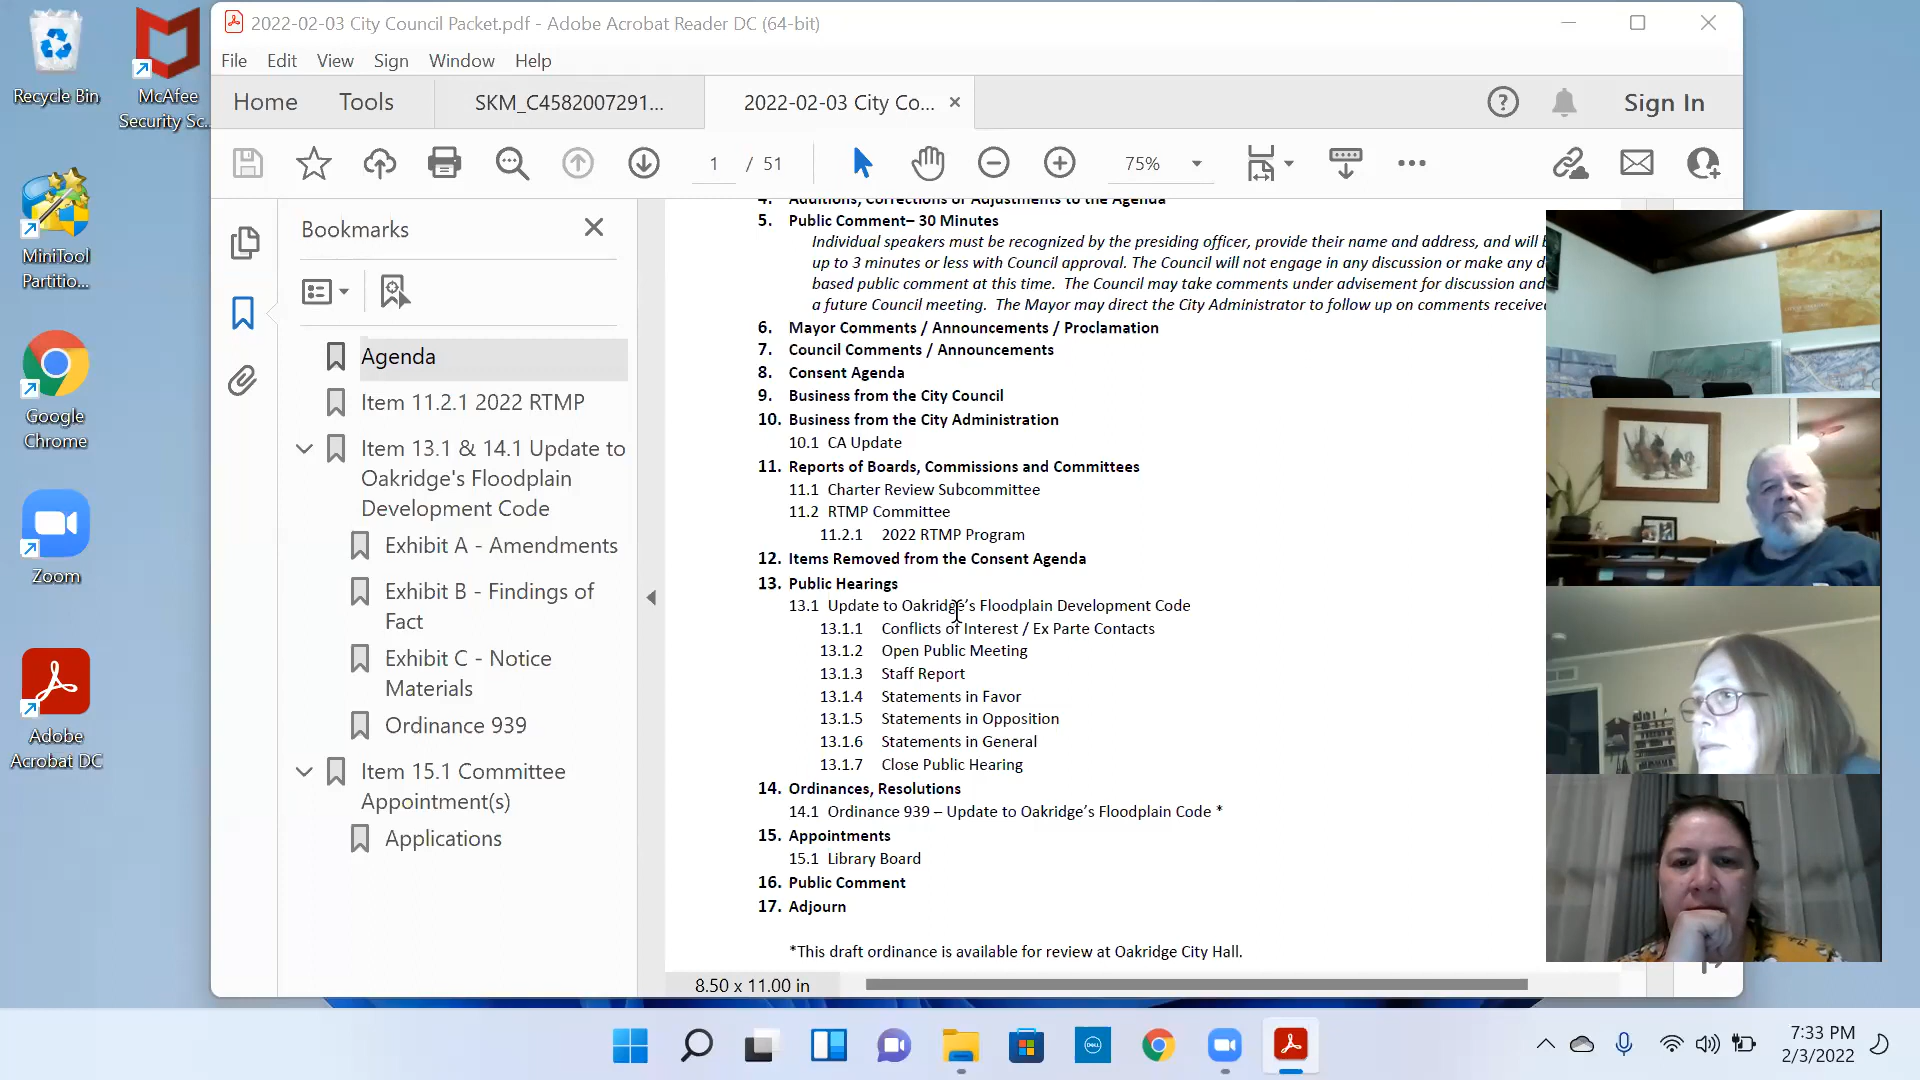 2022-02-03 City Council Packet.pdf - Adobe Acrobat Reader DC (64-bit)
File Edit View Sign Window Help
Home Tools SKM_C4582007291... 2022-02-03 City Co... Sign In
1 / 51 75%
Recycle Bin
McAfee Security Sc...
MiniTool Partitio...
Google Chrome
Zoom
Adobe Acrobat DC
Bookmarks
Agenda
Item 11.2.1 2022 RTMP
Item 13.1 & 14.1 Update to
Oakridge's Floodplain
Development Code
Exhibit A - Amendments
Exhibit B - Findings of
Fact
Exhibit C - Notice
Materials
Ordinance 939
Item 15.1 Committee
Appointment(s)
Applications
4. Additions, Corrections or Adjustments to the Agenda
5. Public Comment– 30 Minutes
Individual speakers must be recognized by the presiding officer, provide their name and address, and will
up to 3 minutes or less with Council approval. The Council will not engage in any discussion or make any
based public comment at this time. The Council may take comments under advisement for discussion and
a future Council meeting. The Mayor may direct the City Administrator to follow up on comments received
6. Mayor Comments / Announcements / Proclamation
7. Council Comments / Announcements
8. Consent Agenda
9. Business from the City Council
10. Business from the City Administration
10.1 CA Update
11. Reports of Boards, Commissions and Committees
11.1 Charter Review Subcommittee
11.2 RTMP Committee
11.2.1 2022 RTMP Program
12. Items Removed from the Consent Agenda
13. Public Hearings
13.1 Update to Oakridge's Floodplain Development Code
13.1.1 Conflicts of Interest / Ex Parte Contacts
13.1.2 Open Public Meeting
13.1.3 Staff Report
13.1.4 Statements in Favor
13.1.5 Statements in Opposition
13.1.6 Statements in General
13.1.7 Close Public Hearing
14. Ordinances, Resolutions
14.1 Ordinance 939 – Update to Oakridge's Floodplain Code *
15. Appointments
15.1 Library Board
16. Public Comment
17. Adjourn
*This draft ordinance is available for review at Oakridge City Hall.
8.50 x 11.00 in
7:33 PM
2/3/2022